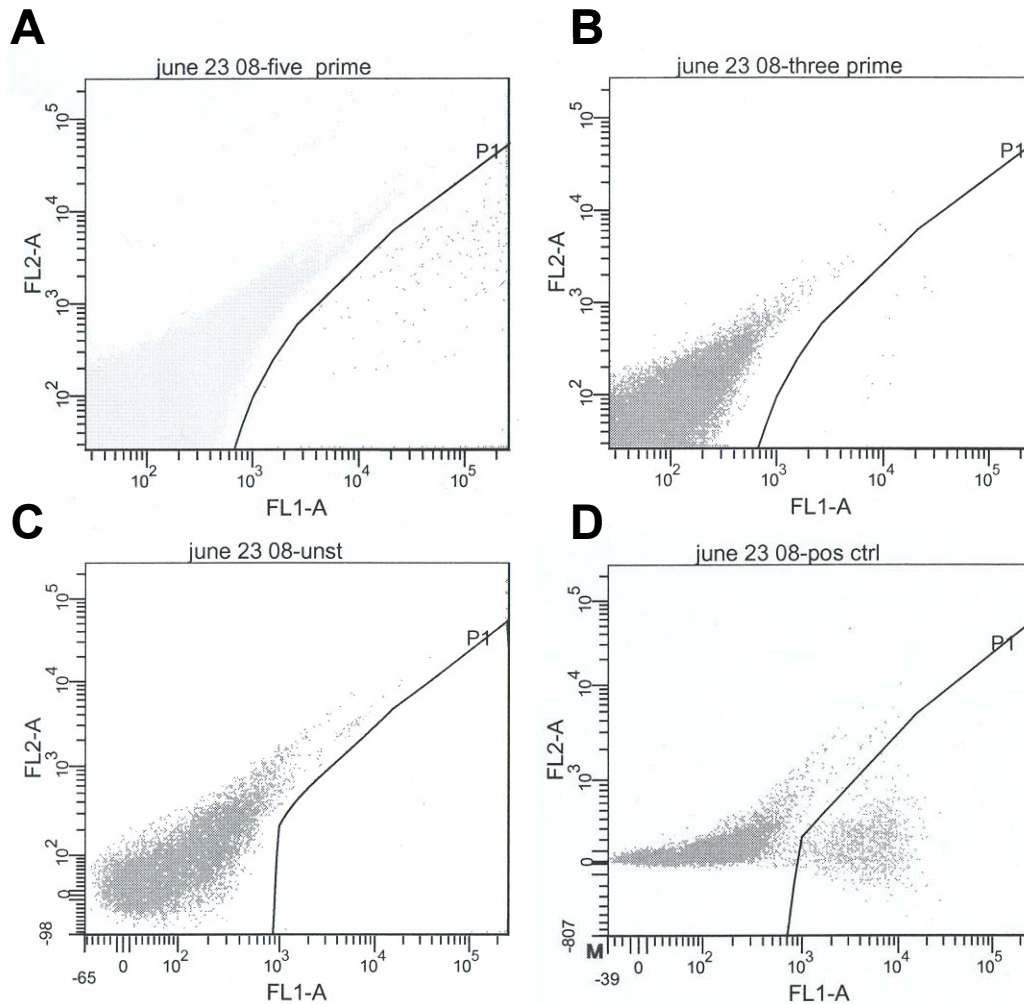 A
june 23 08-five prime
P1
FL2-A
10^5
10^4
10^3
10^2
10^2 10^3 10^4 10^5
FL1-A
B
june 23 08-three prime
P1
FL2-A
10^5
10^4
10^3
10^2
10^2 10^3 10^4 10^5
FL1-A
C
june 23 08-unst
P1
FL2-A
10^5
10^4
10^3
10^2
0
-98
-65 0 10^2 10^3 10^4 10^5
FL1-A
D
june 23 08-pos ctrl
P1
FL2-A
10^5
10^4
10^3
0
-807
M
-39 0 10^2 10^3 10^4 10^5
FL1-A